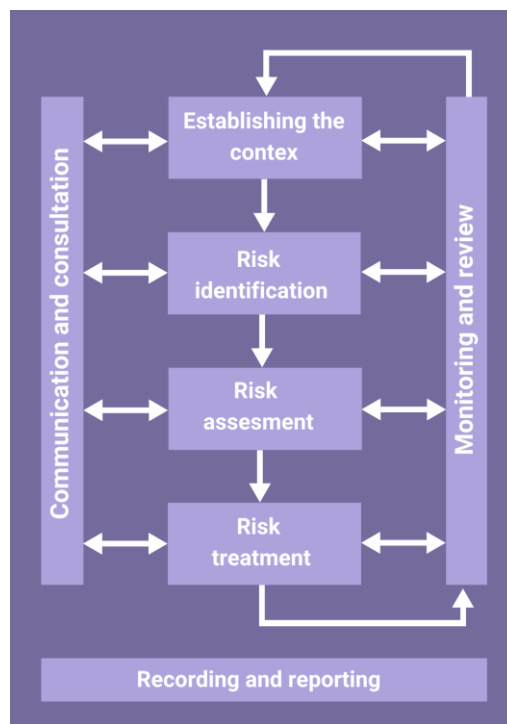 Establishing the
contex
Communication and consultation
Risk
identification
Monitoring and review
Risk
assesment
Risk
treatment
Recording and reporting